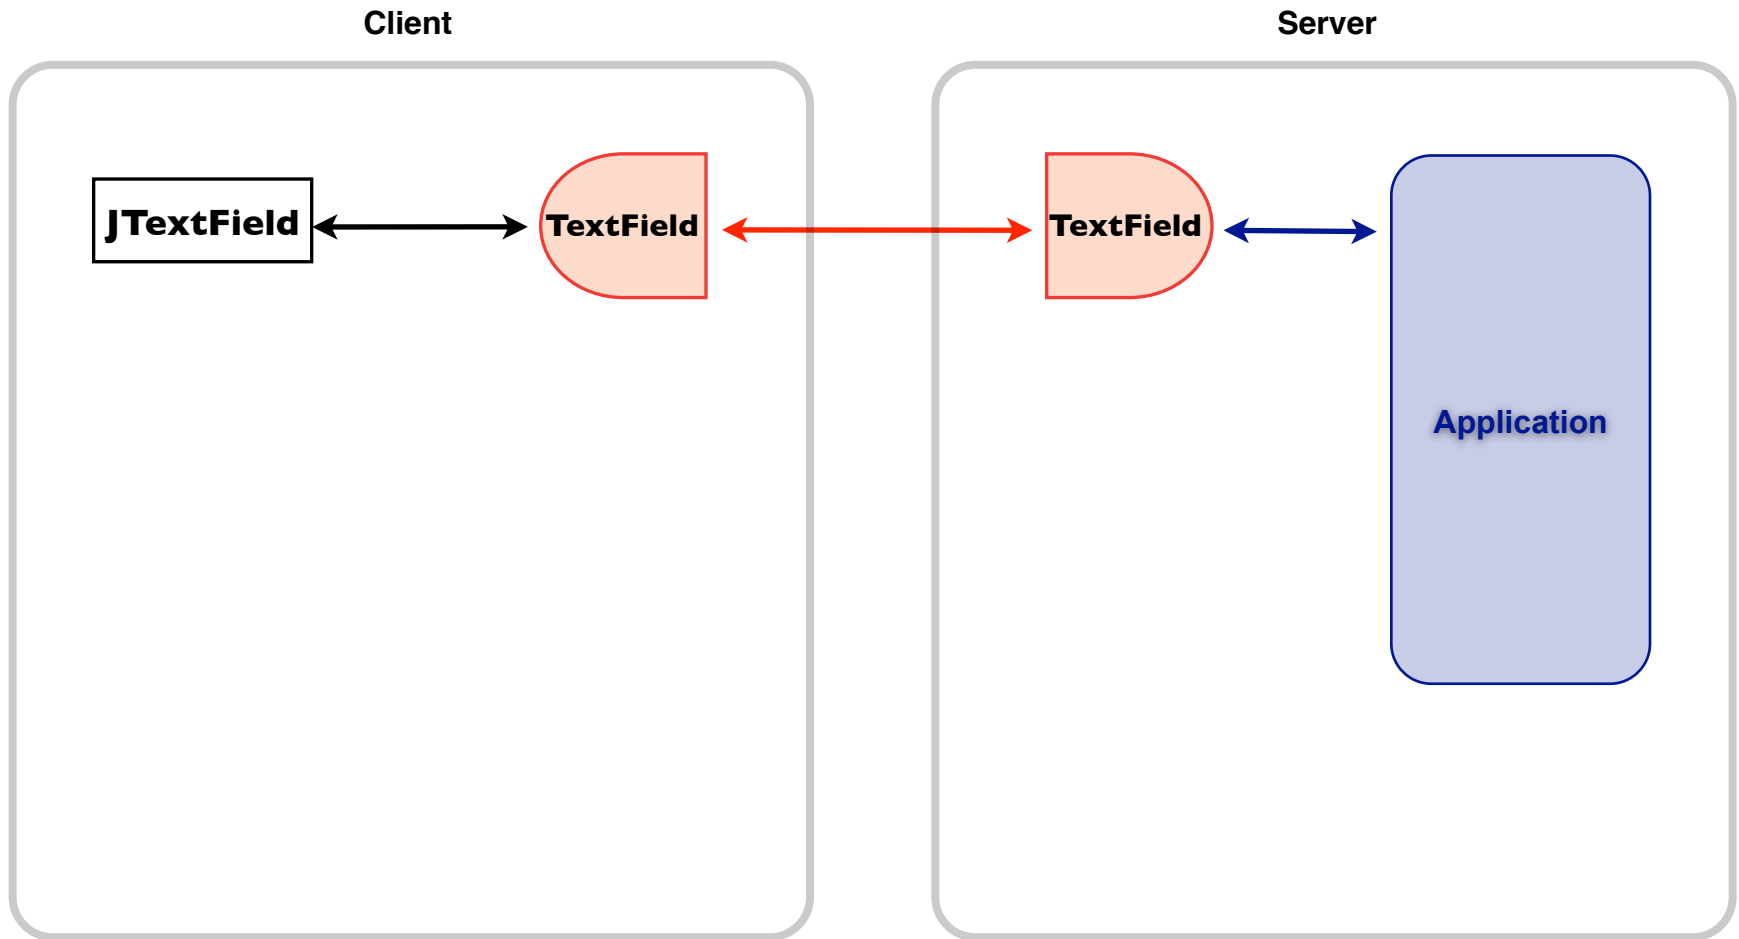 Client
Server
JTextField
TextField
TextField
Application